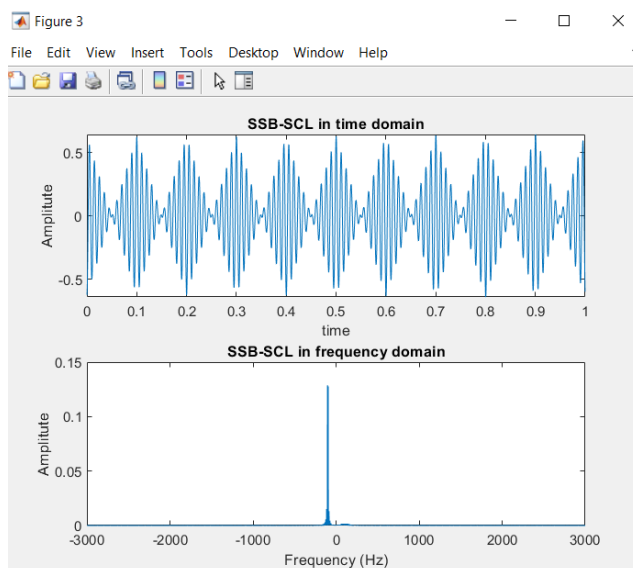 Figure 3
File Edit View Insert Tools Desktop Window Help
SSB-SCL in time domain
0.5
0
-0.5
Amplitute
0 0.1 0.2 0.3 0.4 0.5 0.6 0.7 0.8 0.9 1
time
SSB-SCL in frequency domain
0.15
0.1
0.05
0
Amplitute
-3000 -2000 -1000 0 1000 2000 3000
Frequency (Hz)